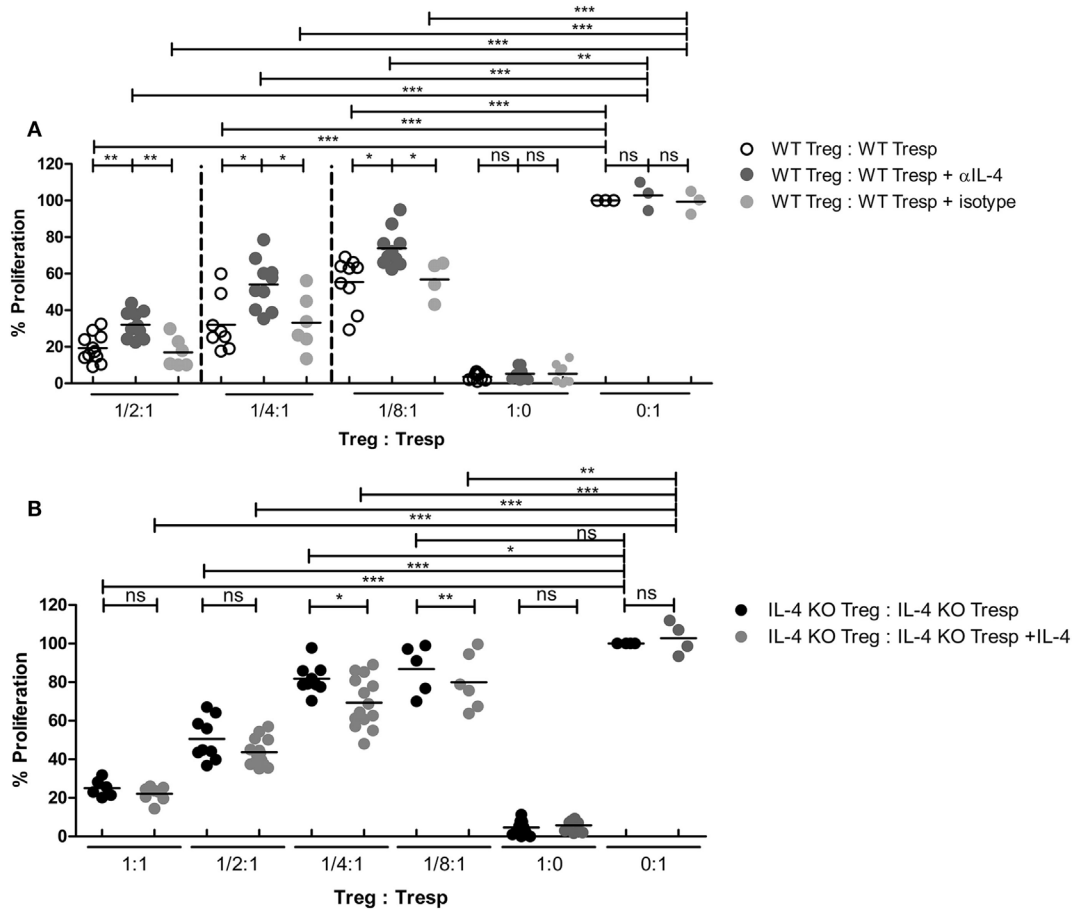 ***
***
***
**
***
***
***
***
***
A
** ** * * * * ns ns ns ns
% Proliferation
120
100
80
60
40
20
0
1/2:1 1/4:1 1/8:1 1:0 0:1
Treg : Tresp
WT Treg : WT Tresp
WT Treg : WT Tresp + αIL-4
WT Treg : WT Tresp + isotype
**
***
***
***
ns
*
***
***
B
ns ns * ** ns ns
% Proliferation
120
100
80
60
40
20
0
1:1 1/2:1 1/4:1 1/8:1 1:0 0:1
Treg : Tresp
IL-4 KO Treg : IL-4 KO Tresp
IL-4 KO Treg : IL-4 KO Tresp +IL-4